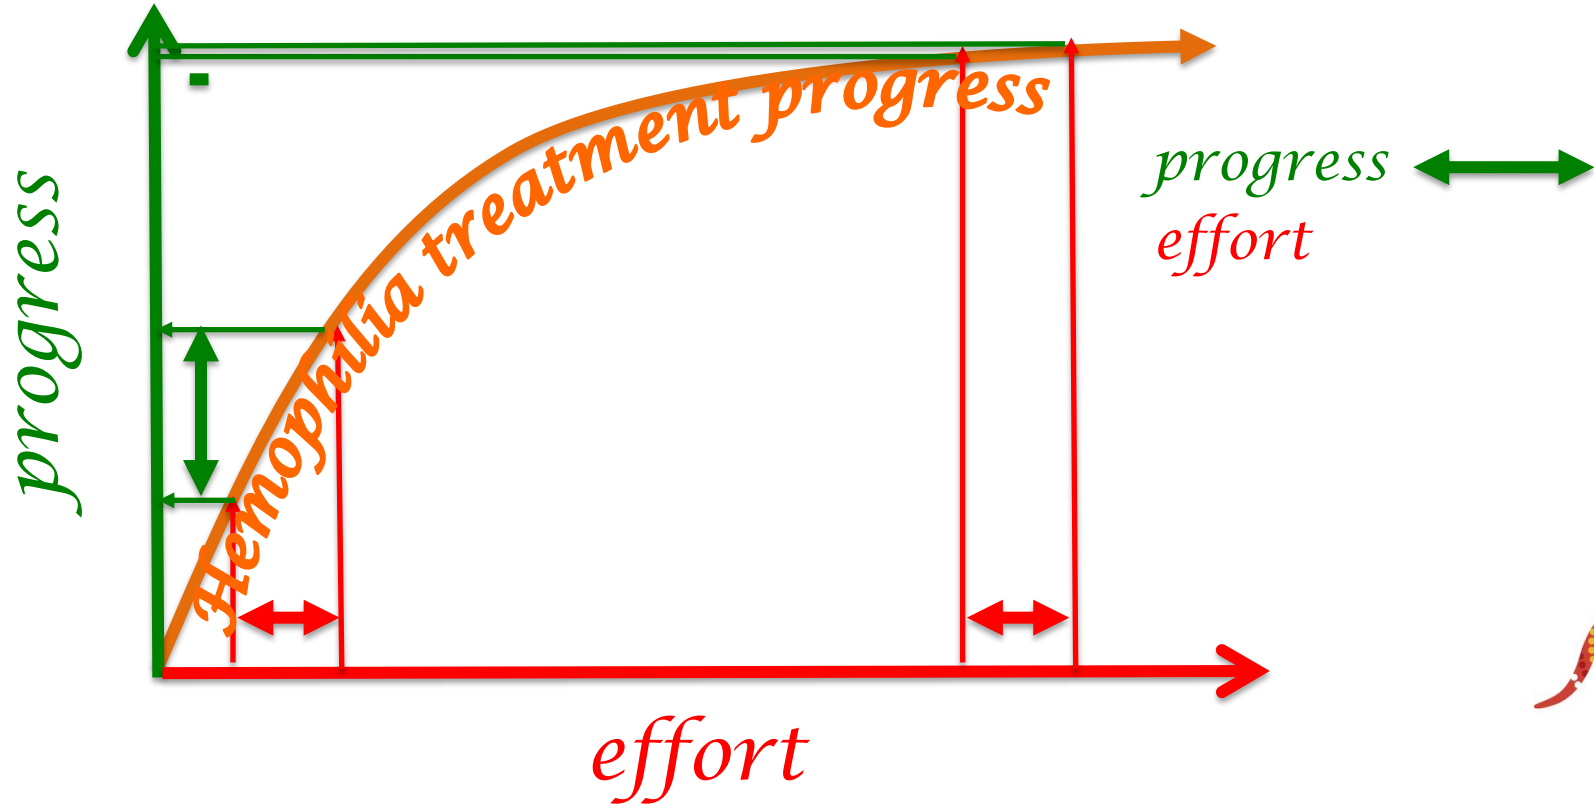 progress
Hemophilia treatment progress
progress
effort
effort